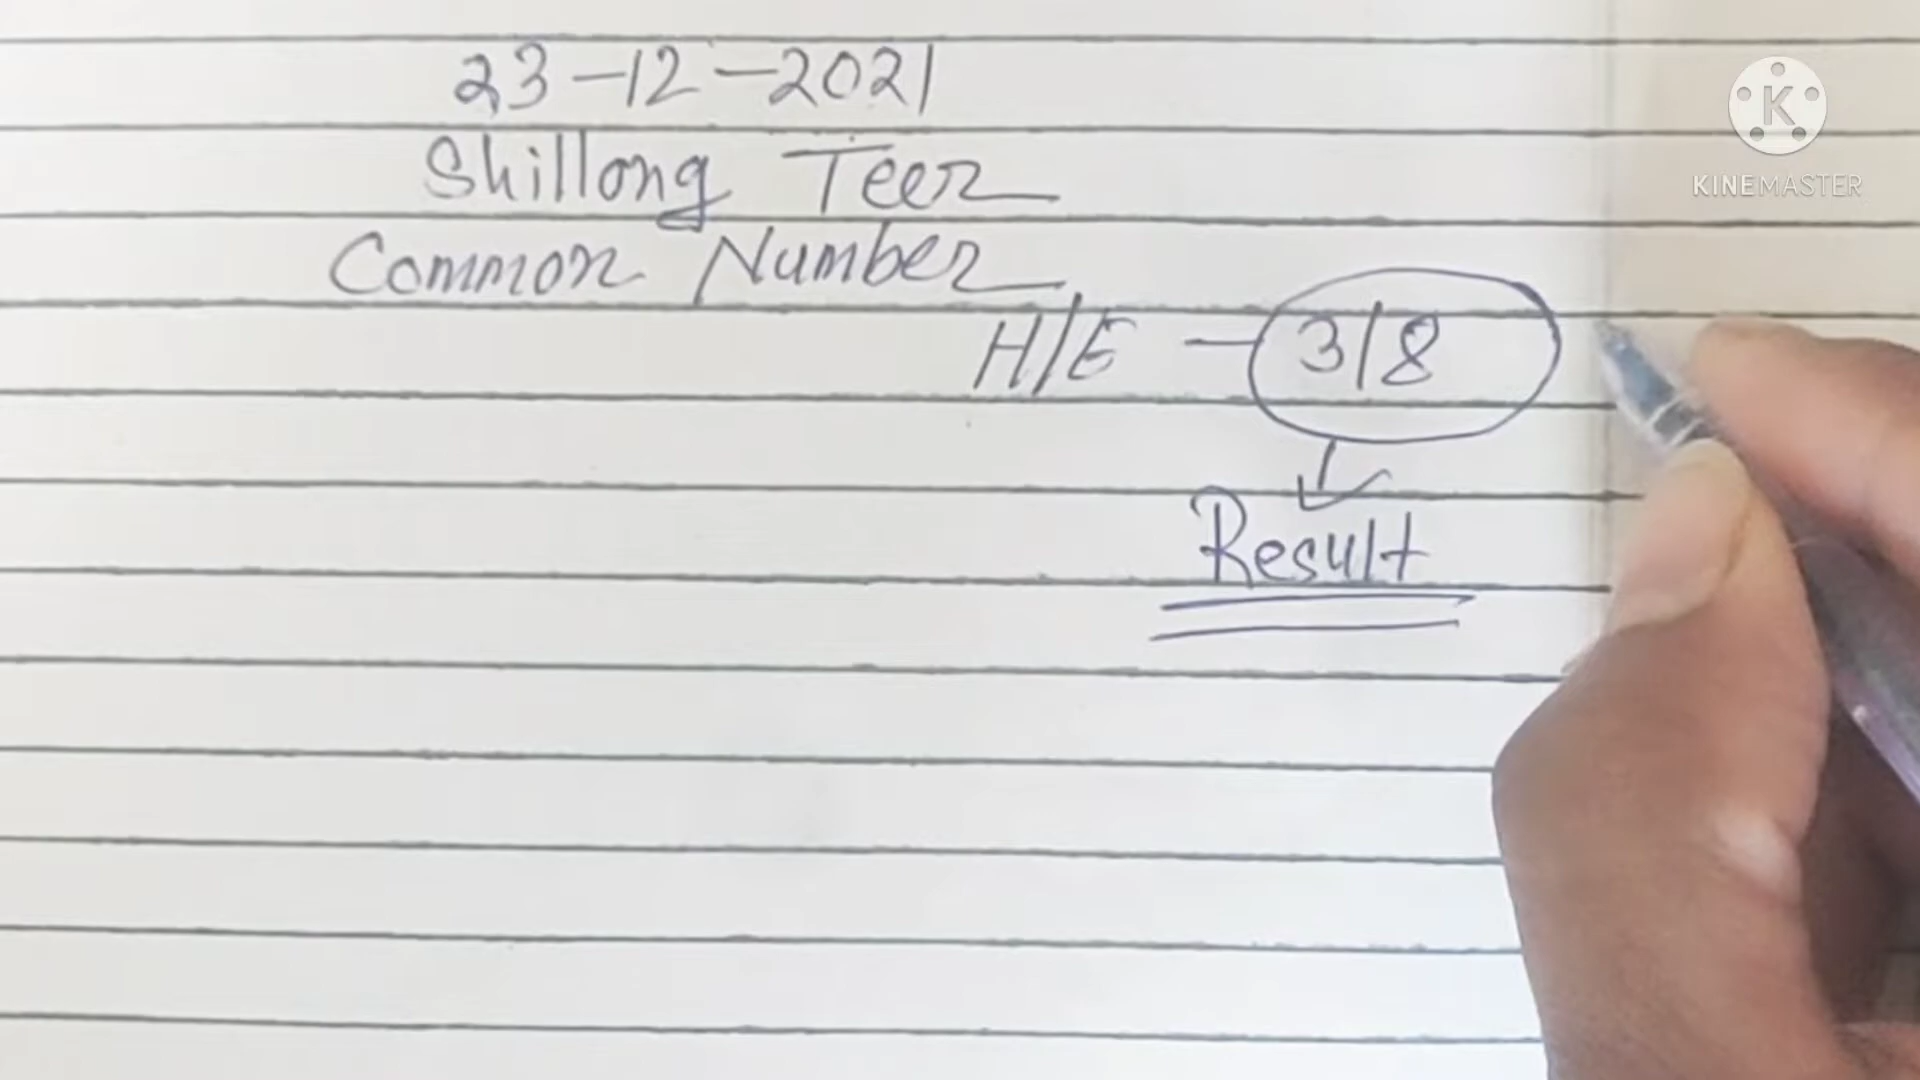 23-12-2021
Shillong Teer
Common Number
H/E - 3/8
Result
KINEMASTER